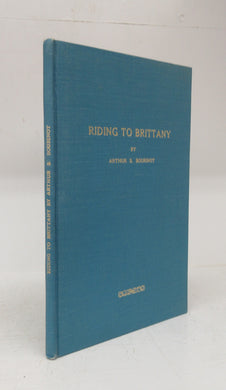 RIDING TO BRITTANY BY ARTHUR S. BOURINOT
RIDING TO BRITTANY
BY
ARTHUR S. BOURINOT